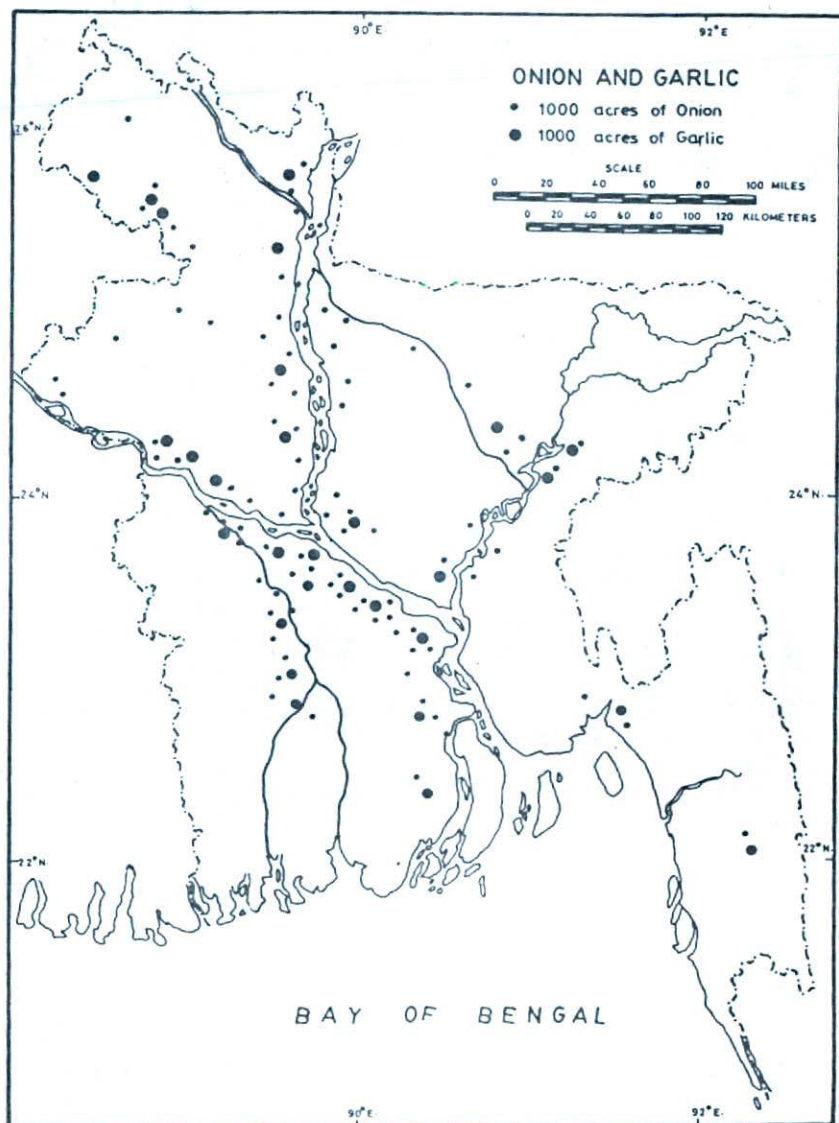 90°E
92°E
ONION AND GARLIC
1000 acres of Onion
1000 acres of Garlic
26°N
SCALE
0 20 40 60 80 100 MILES
0 20 40 60 80 100 120 KILOMETERS
24°N
24°N
22°N
22°N
BAY OF BENGAL
90°E
92°E